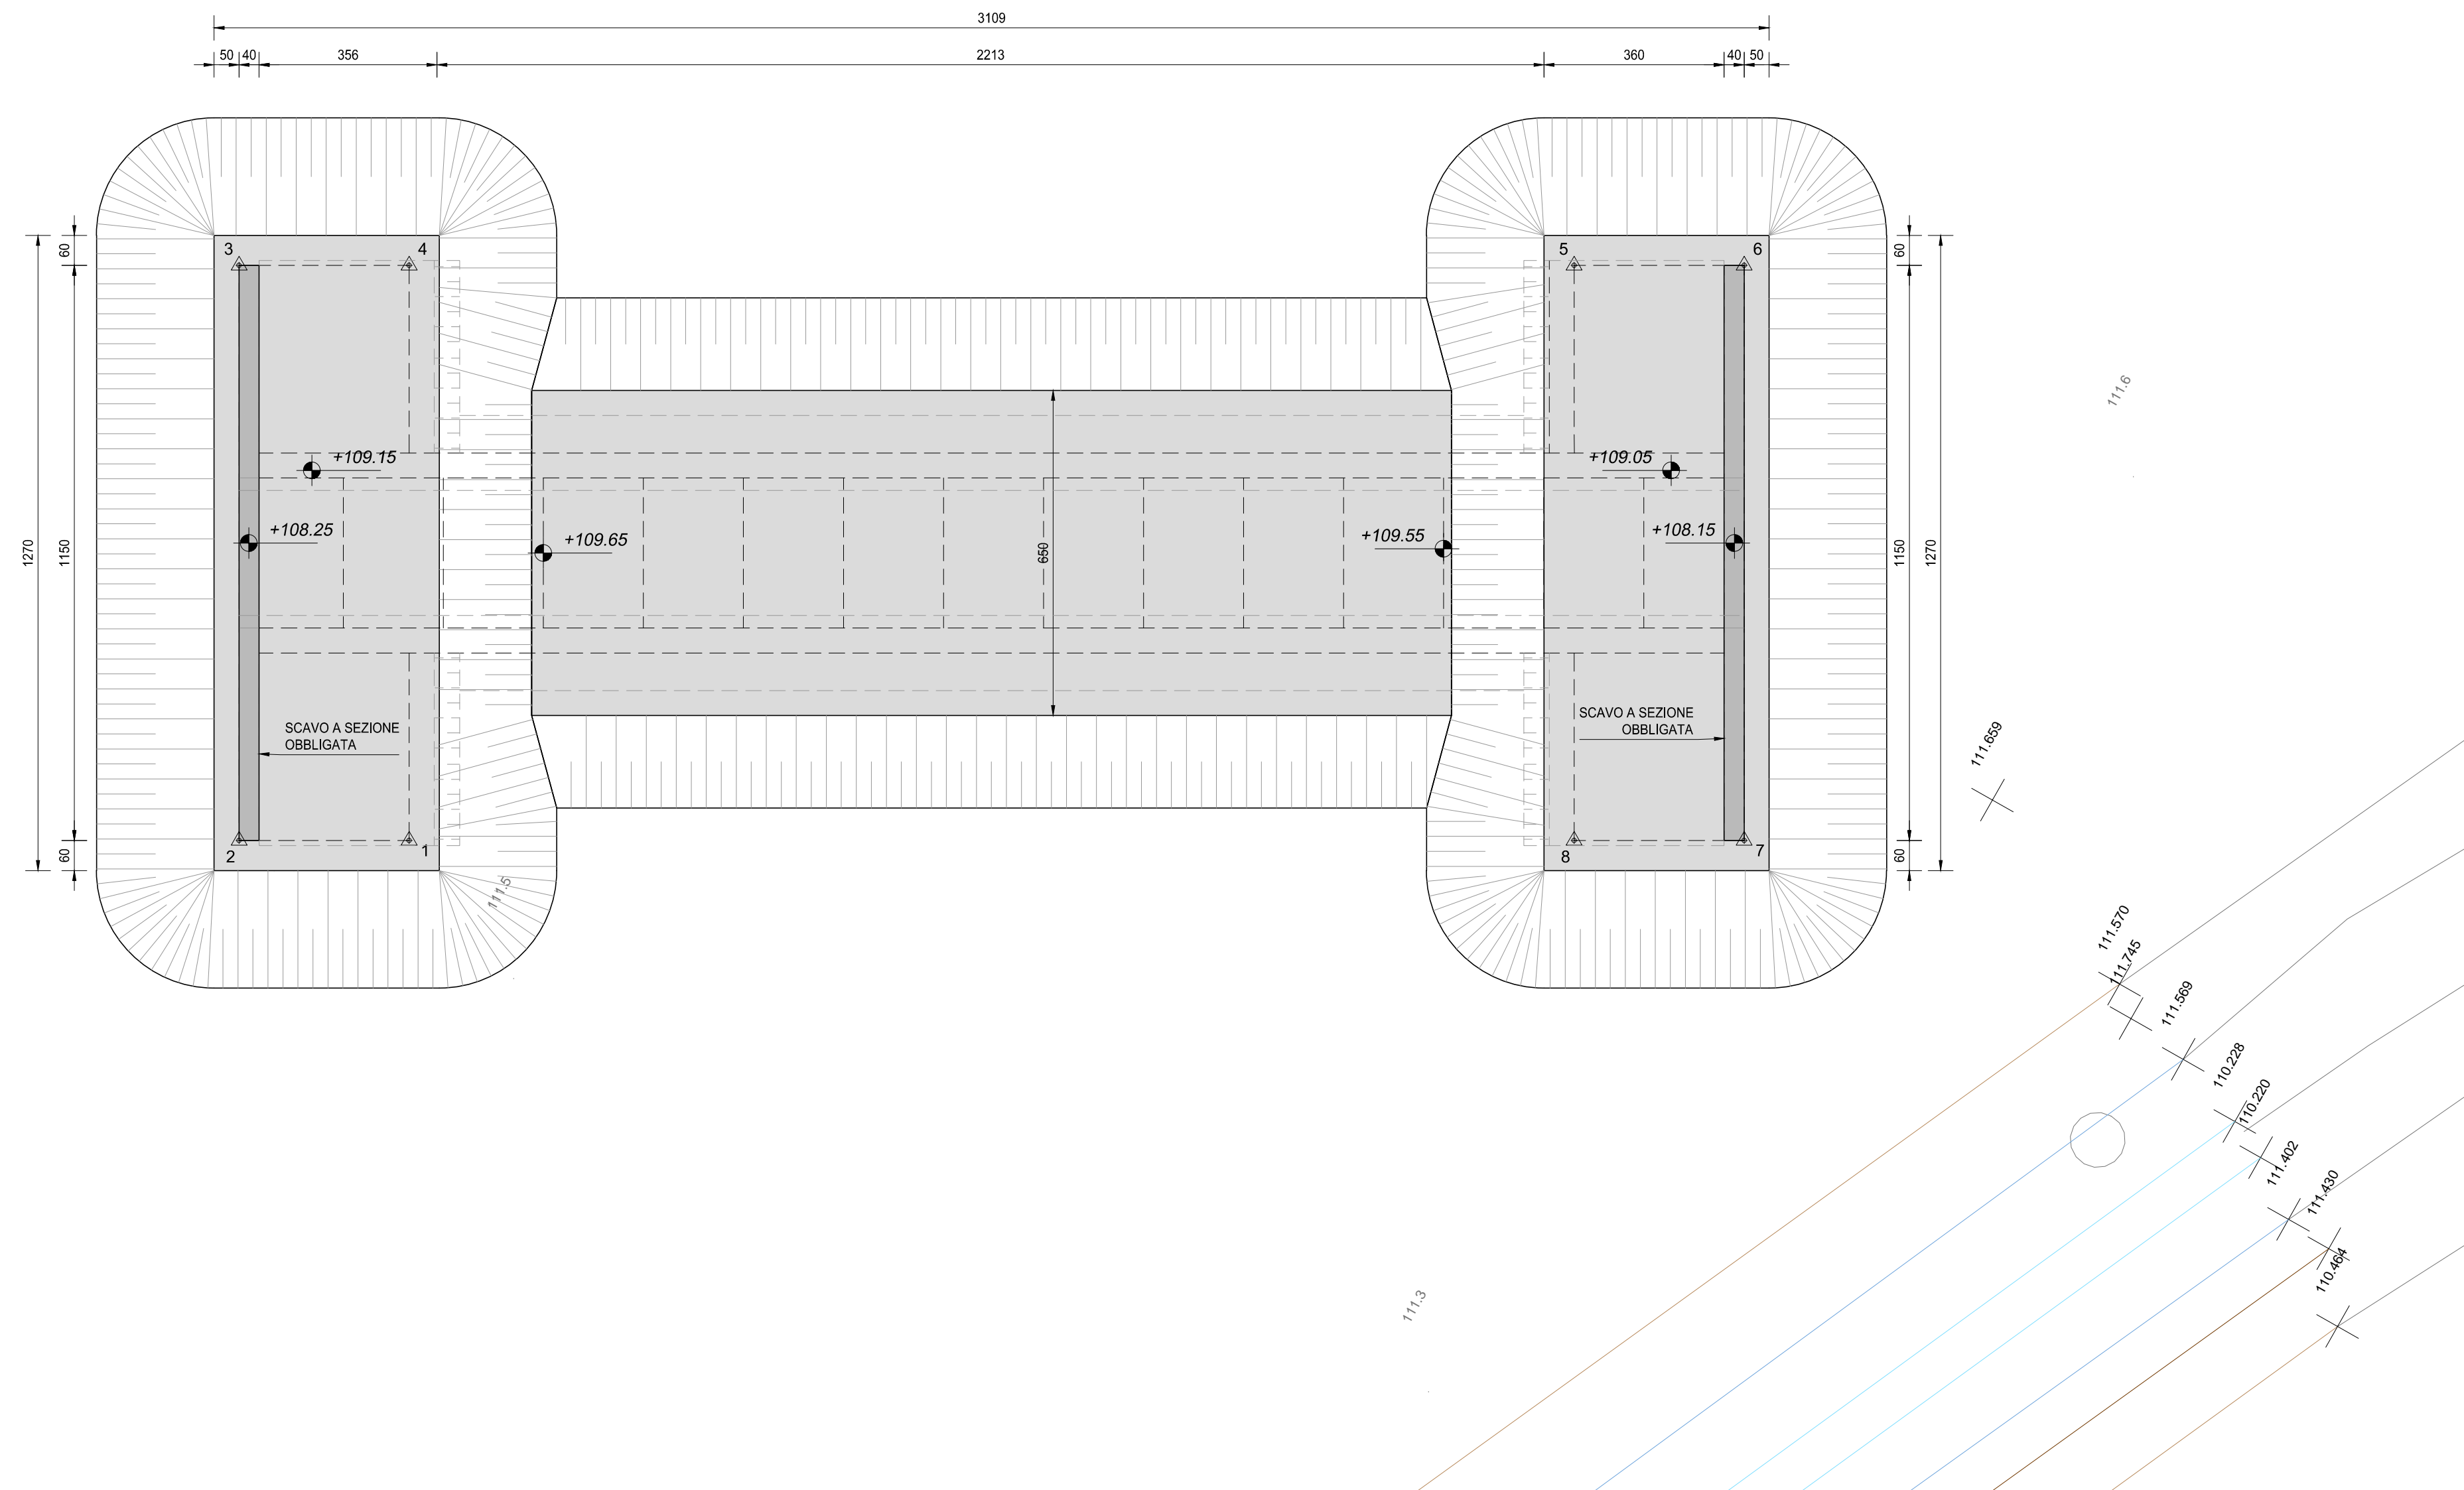 3109
50 40 356 2213 360 40 50
60 60
3 4 5 6
111.6
+109.15 +109.05
+108.25 +109.65 +109.55 +108.15
1270 1150 650 1150 1270
SCAVO A SEZIONE
OBBLIGATA
SCAVO A SEZIONE
OBBLIGATA
111.659
60 60
2 1 8 7
111.5
111.570
111.745
111.569
110.228
110.220
111.402
111.430
110.464
111.3